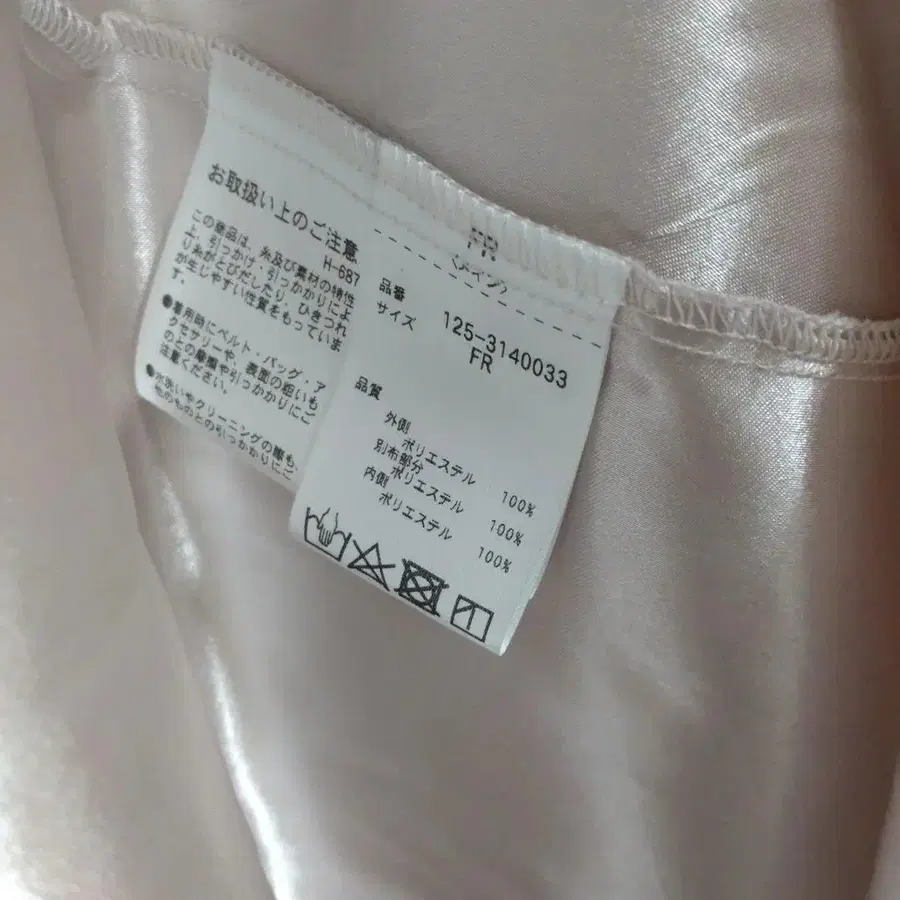 お取扱い上のご注意
H-687
この商品は、糸及び素材の特性
上、引っかけ・引っかかりによ
り糸がとびだしたり、ひきつれ
が生じやすい性質をもっていま
す。
●着用時にベルト・バッグ・ア
クセサリーや、表面の粗いも
のとの摩擦や引っかかりにご
注意ください。
●水洗いやクリーニングの際も、
他のものとの引っかかりにご
FR
(メイン)
品番 125-3140033
サイズ FR
品質
外側
ポリエステル 100%
別布部分
ポリエステル 100%
内側
ポリエステル 100%